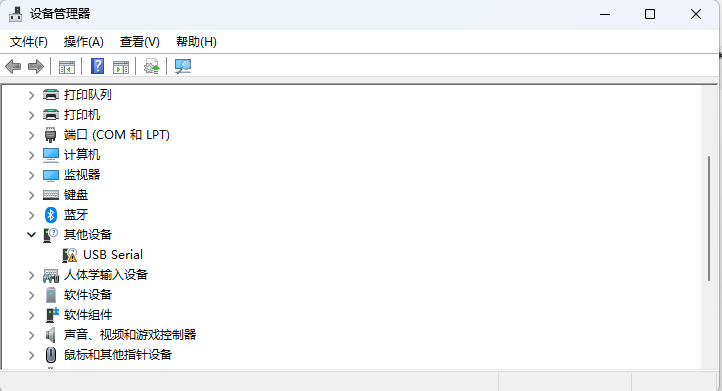 设备管理器
文件(F) 操作(A) 查看(V) 帮助(H)
打印队列
打印机
端口 (COM 和 LPT)
计算机
监视器
键盘
蓝牙
其他设备
USB Serial
人体学输入设备
软件设备
软件组件
声音、视频和游戏控制器
鼠标和其他指针设备